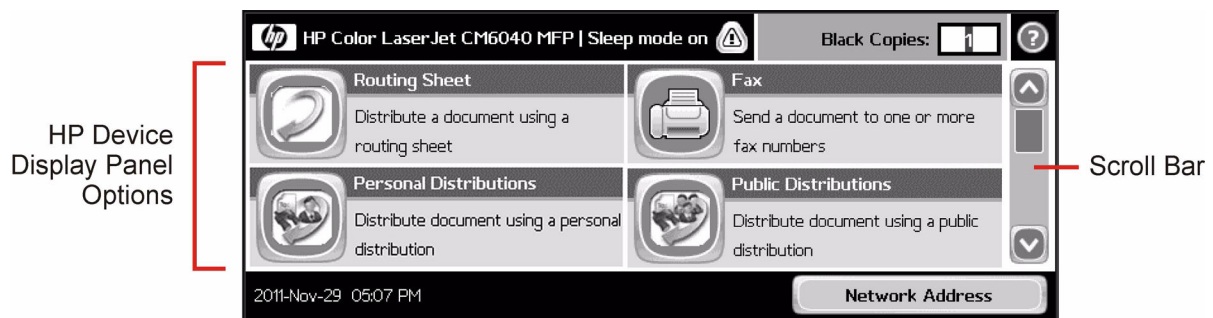 hp HP Color LaserJet CM6040 MFP | Sleep mode on
Black Copies: 1
?
HP Device
Display Panel
Options
Routing Sheet
Distribute a document using a
routing sheet
Fax
Send a document to one or more
fax numbers
Personal Distributions
Distribute document using a personal
distribution
Public Distributions
Distribute document using a public
distribution
Scroll Bar
2011-Nov-29 05:07 PM
Network Address